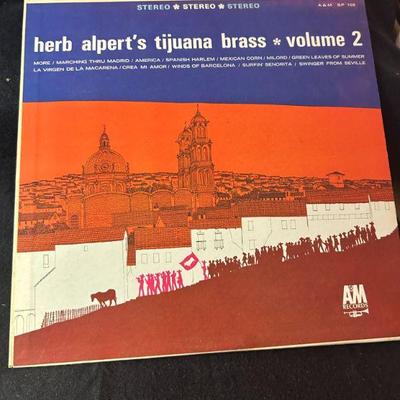 STEREO ★ STEREO ★ STEREO
A&M SP 103
herb alpert's tijuana brass * volume 2
MORE / MARCHING THRU MADRID / AMERICA / SPANISH HARLEM / MEXICAN CORN / MILORD / GREEN LEAVES OF SUMMER
LA VIRGEN DE LA MACARENA / CREA MI AMOR / WINDS OF BARCELONA / SURFIN' SENORITA / SWINGER FROM SEVILLE
A&M
RECORDS